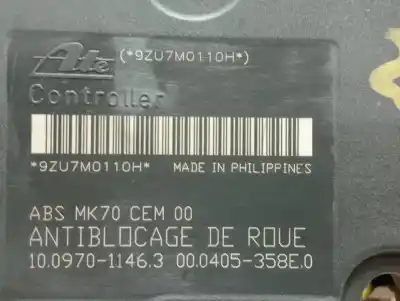 Ate (*9ZU7M0110H*)
Controller
*9ZU7M0110H* MADE IN PHILIPPINES
ABS MK70 CEM 00
ANTIBLOCAGE DE ROUE
10.0970-1146.3 00.0405-358E.0